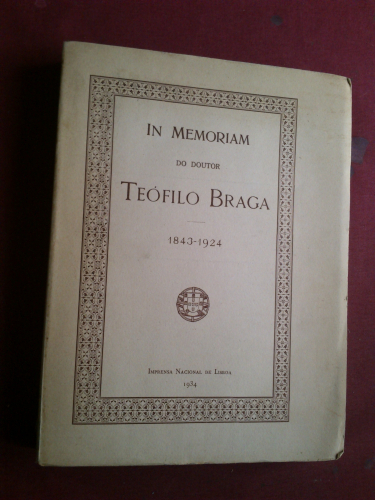 IN MEMORIAM
DO DOUTOR
TEÓFILO BRAGA
1843-1924
IMPRENSA NACIONAL DE LISBOA
1934